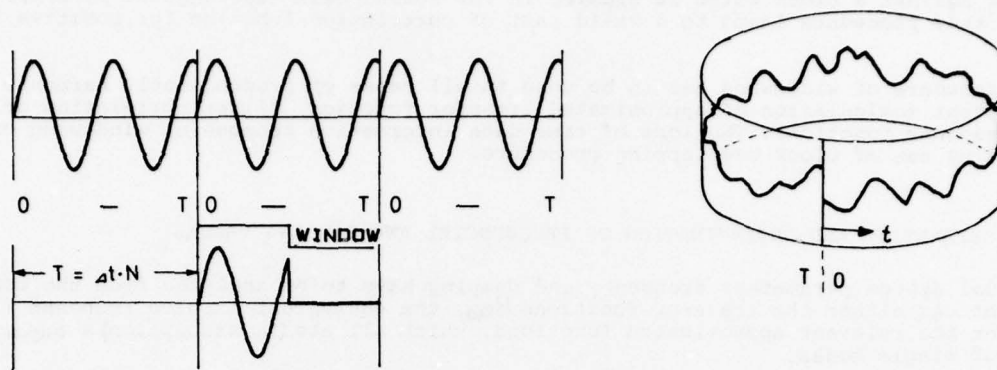 0 — T 0 — T 0 — T
WINDOW
T = Δt·N
t
T 0